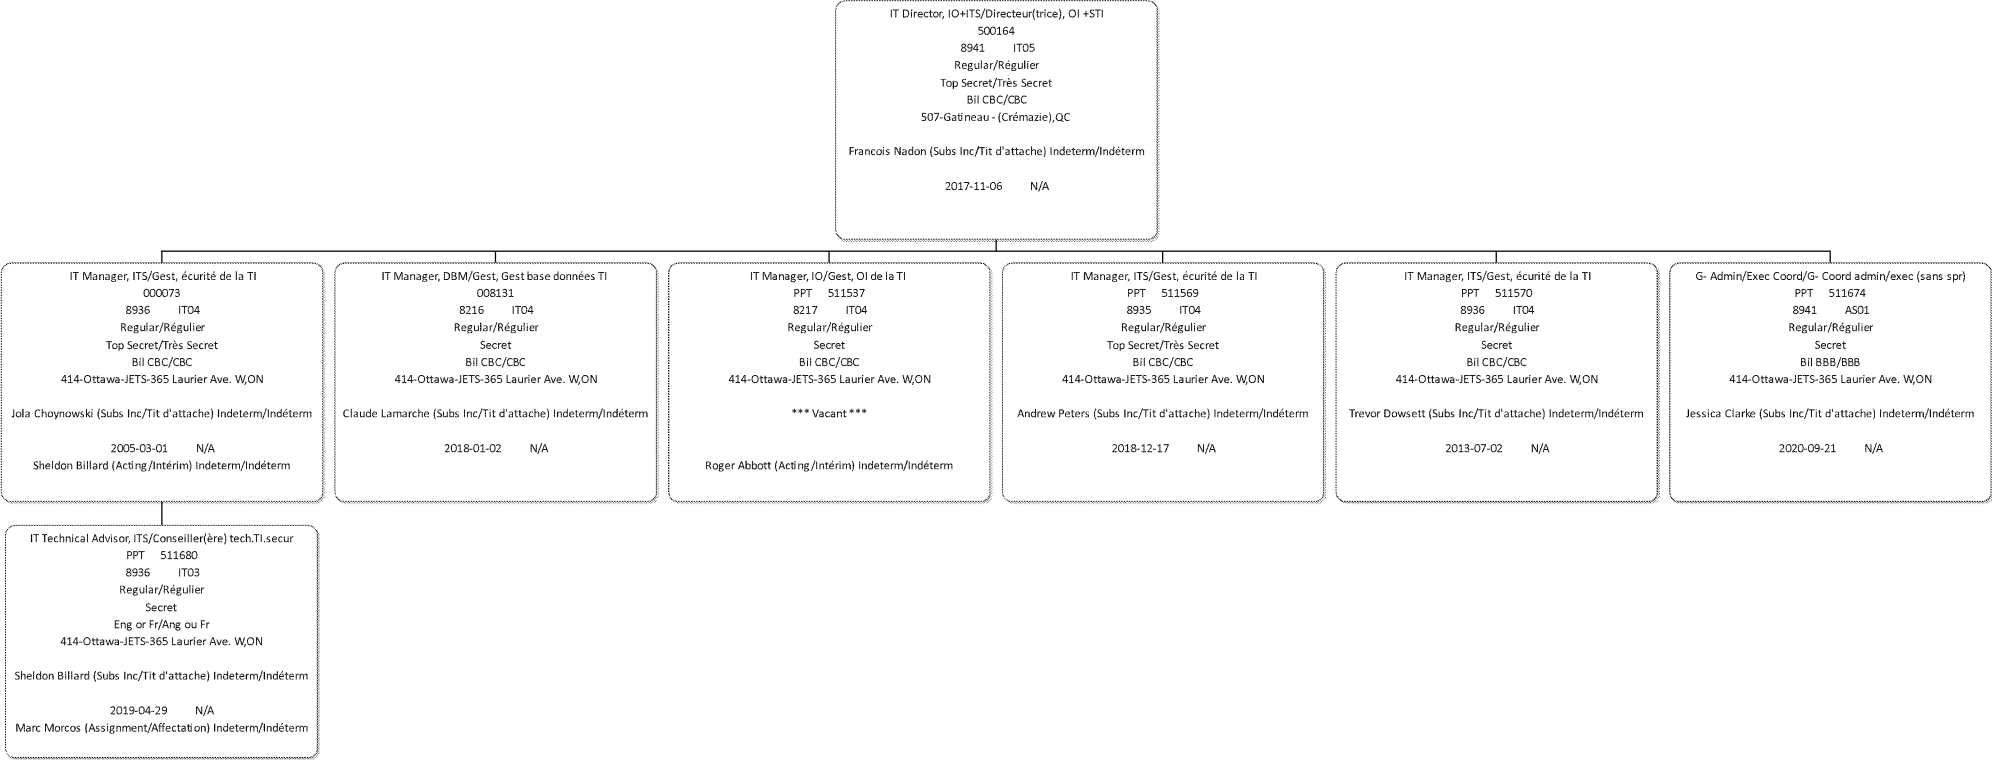 IT Director, IO+ITS/Directeur(trice), OI +STI
500164
8941 IT05
Regular/Régulier
Top Secret/Très Secret
Bil CBC/CBC
507-Gatineau - (Crémazie),QC
Francois Nadon (Subs Inc/Tit d'attache) Indeterm/Indéterm
2017-11-06 N/A
IT Manager, ITS/Gest, écurité de la TI
000073
8936 IT04
Regular/Régulier
Top Secret/Très Secret
Bil CBC/CBC
414-Ottawa-JETS-365 Laurier Ave. W,ON
Jola Choynowski (Subs Inc/Tit d'attache) Indeterm/Indéterm
2005-03-01 N/A
Sheldon Billard (Acting/Intérim) Indeterm/Indéterm
IT Manager, DBM/Gest, Gest base données TI
008131
8216 IT04
Regular/Régulier
Secret
Bil CBC/CBC
414-Ottawa-JETS-365 Laurier Ave. W,ON
Claude Lamarche (Subs Inc/Tit d'attache) Indeterm/Indéterm
2018-01-02 N/A
IT Manager, IO/Gest, OI de la TI
PPT 511537
8217 IT04
Regular/Régulier
Secret
Bil CBC/CBC
414-Ottawa-JETS-365 Laurier Ave. W,ON
*** Vacant ***
Roger Abbott (Acting/Intérim) Indeterm/Indéterm
IT Manager, ITS/Gest, écurité de la TI
PPT 511569
8935 IT04
Regular/Régulier
Top Secret/Très Secret
Bil CBC/CBC
414-Ottawa-JETS-365 Laurier Ave. W,ON
Andrew Peters (Subs Inc/Tit d'attache) Indeterm/Indéterm
2018-12-17 N/A
IT Manager, ITS/Gest, écurité de la TI
PPT 511570
8936 IT04
Regular/Régulier
Secret
Bil CBC/CBC
414-Ottawa-JETS-365 Laurier Ave. W,ON
Trevor Dowsett (Subs Inc/Tit d'attache) Indeterm/Indéterm
2013-07-02 N/A
G- Admin/Exec Coord/G- Coord admin/exec (sans spr)
PPT 511674
8941 AS01
Regular/Régulier
Secret
Bil BBB/BBB
414-Ottawa-JETS-365 Laurier Ave. W,ON
Jessica Clarke (Subs Inc/Tit d'attache) Indeterm/Indéterm
2020-09-21 N/A
IT Technical Advisor, ITS/Conseiller(ère) tech.TI.secur
PPT 511680
8936 IT03
Regular/Régulier
Secret
Eng or Fr/Ang ou Fr
414-Ottawa-JETS-365 Laurier Ave. W,ON
Sheldon Billard (Subs Inc/Tit d'attache) Indeterm/Indéterm
2019-04-29 N/A
Marc Morcos (Assignment/Affectation) Indeterm/Indéterm